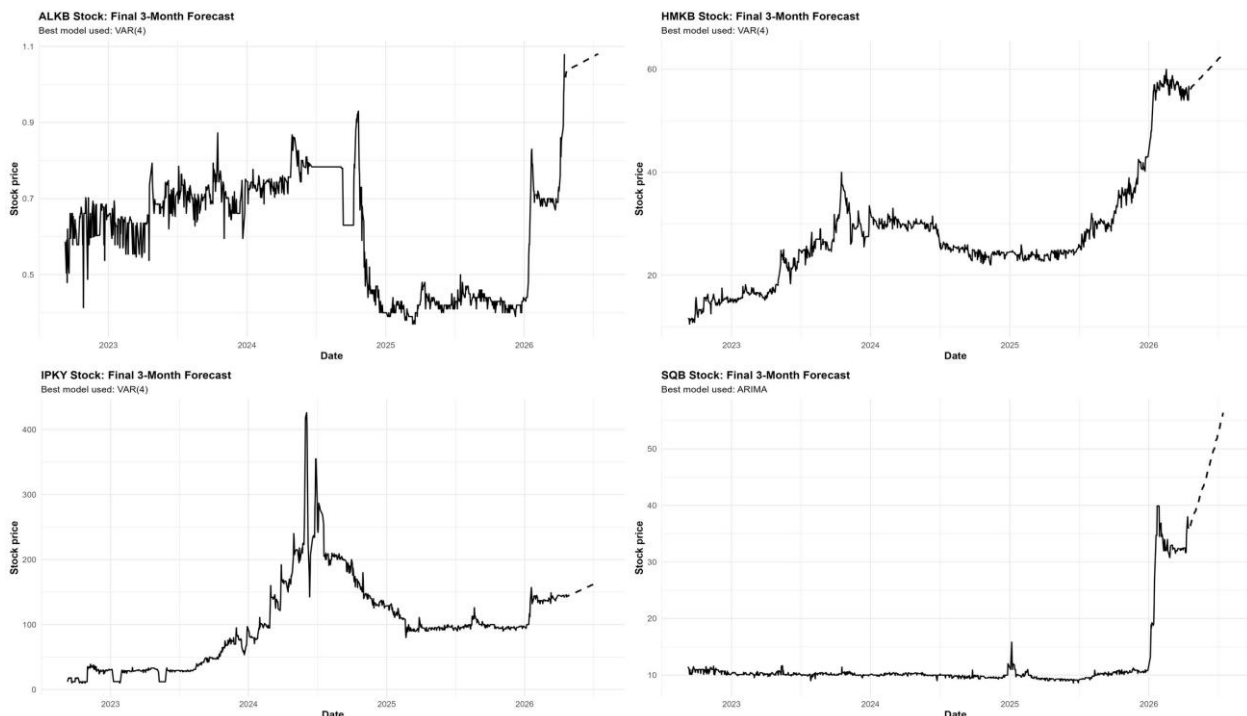 ALKB Stock: Final 3-Month Forecast
Best model used: VAR(4)
1.1
0.9
0.7
0.5
Stock price
2023
2024
2025
2026
Date
HMKB Stock: Final 3-Month Forecast
Best model used: VAR(4)
60
40
20
Stock price
2023
2024
2025
2026
Date
IPKY Stock: Final 3-Month Forecast
Best model used: VAR(4)
400
300
200
100
0
Stock price
2023
2024
2025
2026
Date
SQB Stock: Final 3-Month Forecast
Best model used: ARIMA
50
40
30
20
10
Stock price
2023
2024
2025
2026
Date